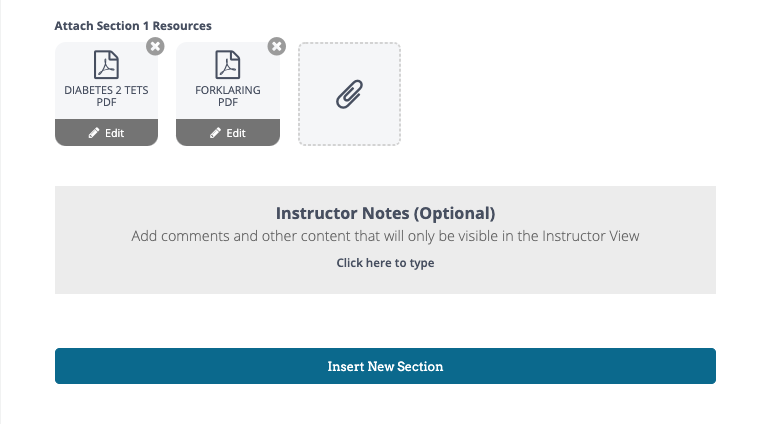 Attach Section 1 Resources
DIABETES 2 TETS
PDF
Edit
FORKLARING
PDF
Edit
Instructor Notes (Optional)
Add comments and other content that will only be visible in the Instructor View
Click here to type
Insert New Section